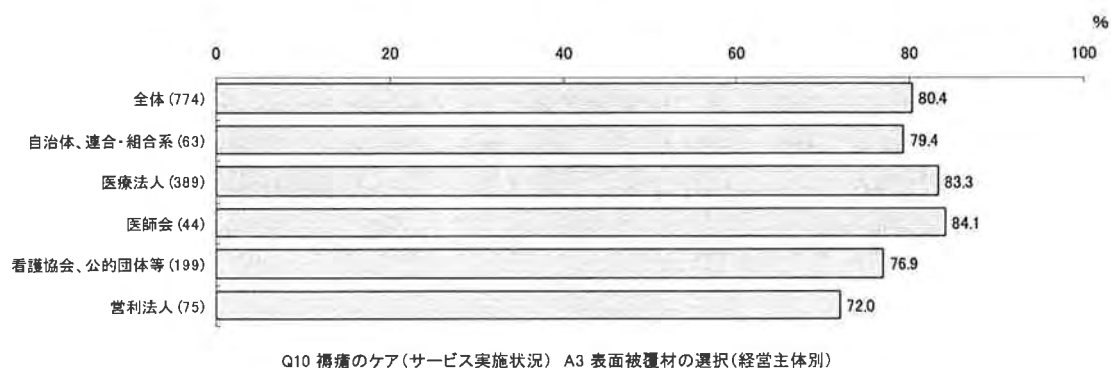 %
0 20 40 60 80 100
全体(774) 80.4
自治体、連合・組合系(63) 79.4
医療法人(389) 83.3
医師会(44) 84.1
看護協会、公的団体等(199) 76.9
営利法人(75) 72.0
Q10 褥瘡のケア(サービス実施状況) A3 表面被覆材の選択(経営主体別)